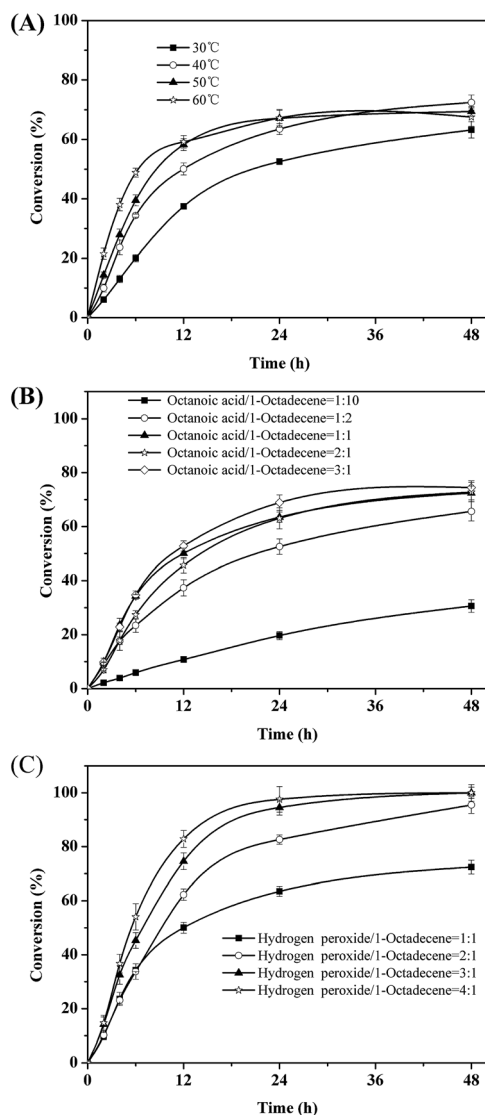 (A)
100
80
60
40
20
0
Conversion (%)
30℃
40℃
50℃
60℃
0 12 24 36 48
Time (h)
(B)
100
80
60
40
20
0
Conversion (%)
Octanoic acid/1-Octadecene=1:10
Octanoic acid/1-Octadecene=1:2
Octanoic acid/1-Octadecene=1:1
Octanoic acid/1-Octadecene=2:1
Octanoic acid/1-Octadecene=3:1
0 12 24 36 48
Time (h)
(C)
100
80
60
40
20
0
Conversion (%)
Hydrogen peroxide/1-Octadecene=1:1
Hydrogen peroxide/1-Octadecene=2:1
Hydrogen peroxide/1-Octadecene=3:1
Hydrogen peroxide/1-Octadecene=4:1
0 12 24 36 48
Time (h)